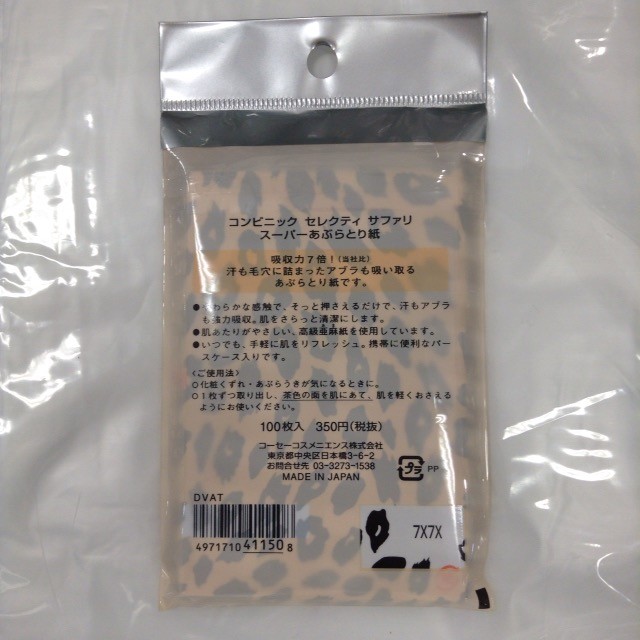 コンビニック セレクティ サファリ
スーパーあぶらとり紙
吸収力7倍!(当社比)
汗も毛穴に詰まったアブラも吸い取る
あぶらとり紙です。
●やわらかな感触で、そっと押さえるだけで、汗もアブラ
も強力吸収。肌をさらっと清潔にします。
●肌あたりがやさしい、高級亜麻紙を使用しています。
●いつでも、手軽に肌をリフレッシュ。携帯に便利なパー
スケース入りです。
〈ご使用法〉
○化粧くずれ・あぶらうきが気になるときに。
○1枚ずつ取り出し、茶色の面を肌にあて、肌を軽くおさえる
ようにお使いください。
100枚入 350円(税抜)
コーセーコスメニエンス株式会社
東京都中央区日本橋3-6-2
お問合せ先 03-3273-1538
MADE IN JAPAN
プラ PP
DVAT
4971710 41150 8
7X7X